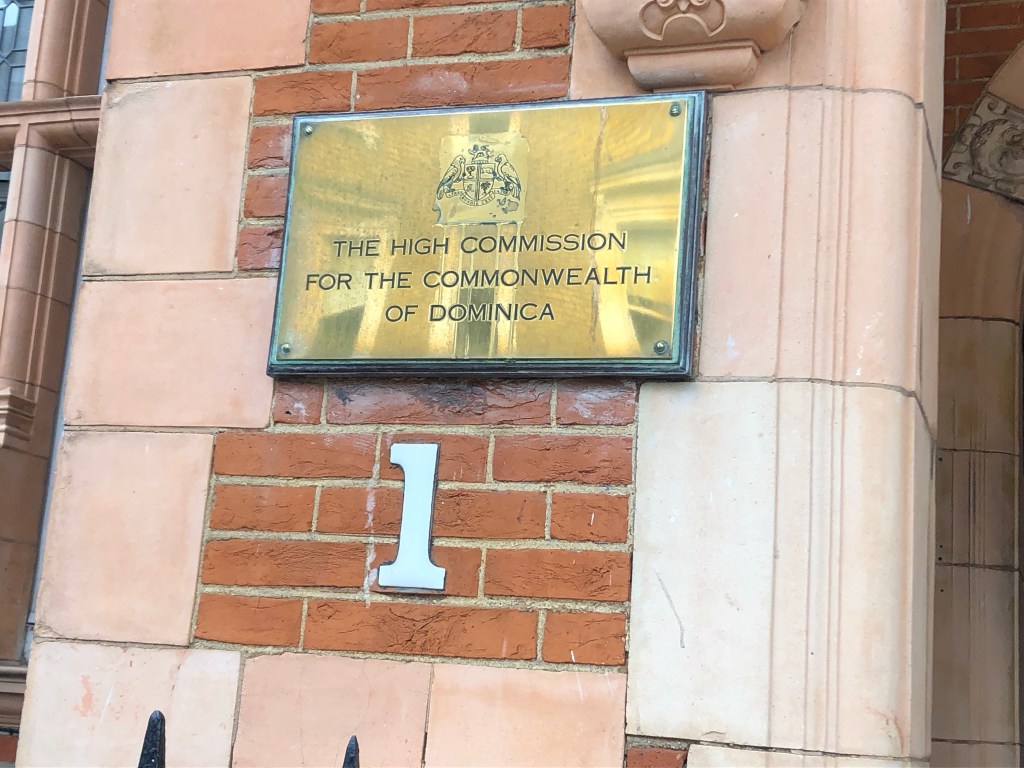 THE HIGH COMMISSION
FOR THE COMMONWEALTH
OF DOMINICA
1